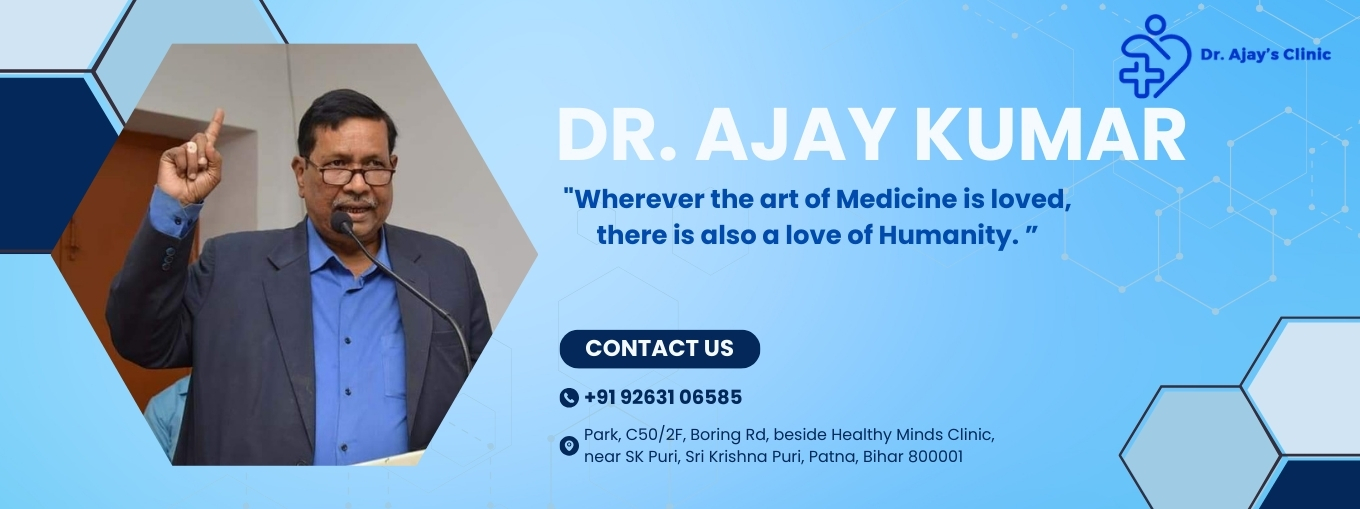 Dr. Ajay's Clinic
DR. AJAY KUMAR
"Wherever the art of Medicine is loved,
there is also a love of Humanity. ”
CONTACT US
+91 92631 06585
Park, C50/2F, Boring Rd, beside Healthy Minds Clinic,
near SK Puri, Sri Krishna Puri, Patna, Bihar 800001